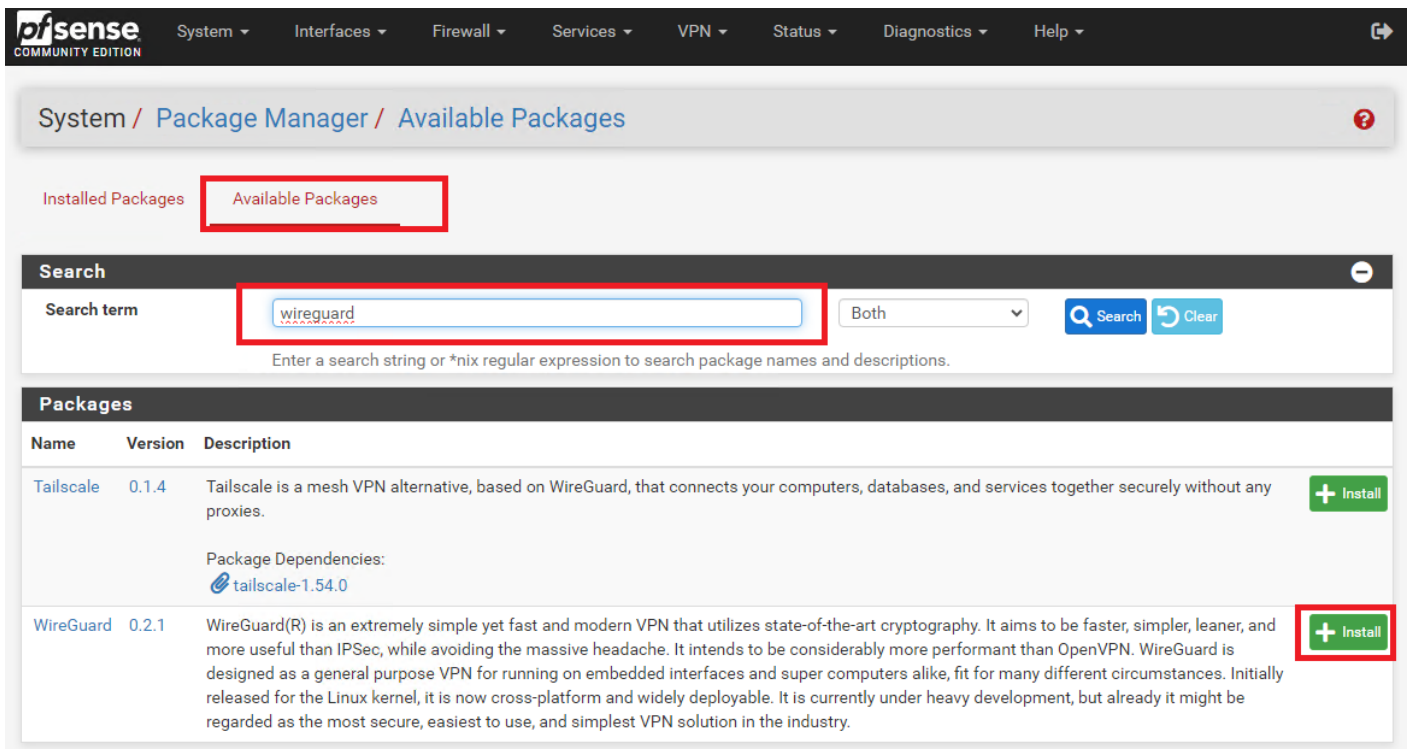 pfsense
COMMUNITY EDITION
System Interfaces Firewall Services VPN Status Diagnostics Help
System / Package Manager / Available Packages
Installed Packages Available Packages
Search
Search term wireguard Both Search Clear
Enter a search string or *nix regular expression to search package names and descriptions.
Packages
Name Version Description
Tailscale 0.1.4 Tailscale is a mesh VPN alternative, based on WireGuard, that connects your computers, databases, and services together securely without any Install
proxies.
Package Dependencies:
tailscale-1.54.0
WireGuard 0.2.1 WireGuard(R) is an extremely simple yet fast and modern VPN that utilizes state-of-the-art cryptography. It aims to be faster, simpler, leaner, and Install
more useful than IPSec, while avoiding the massive headache. It intends to be considerably more performant than OpenVPN. WireGuard is
designed as a general purpose VPN for running on embedded interfaces and super computers alike, fit for many different circumstances. Initially
released for the Linux kernel, it is now cross-platform and widely deployable. It is currently under heavy development, but already it might be
regarded as the most secure, easiest to use, and simplest VPN solution in the industry.